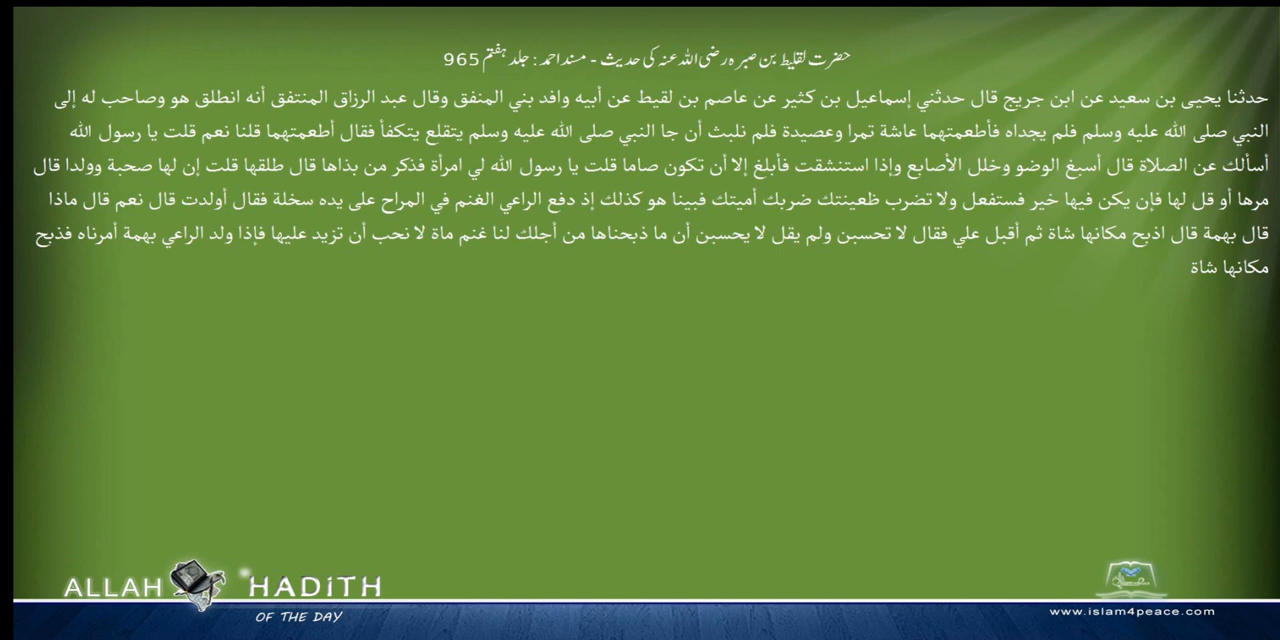 حضرت لقلیط بن صبرہ رضی اللہ عنہ کی حدیث - مسند احمد : جلد ہفتم 965
حدثنا يحيى بن سعيد عن ابن جريج قال حدثني إسماعيل بن كثير عن عاصم بن لقيط عن أبيه وافد بني المنفق وقال عبد الرزاق المنتفق أنه انطلق هو وصاحب له إلى
النبي صلى الله عليه وسلم فلم يجداه فأطعمتهما عاشة تمرا وعصيدة فلم نلبث أن جا النبي صلى الله عليه وسلم يتقلع يتكفأ فقال أطعمتهما قلنا نعم قلت يا رسول الله
أسألك عن الصلاة قال أسبغ الوضو وخلل الأصابع وإذا استنشقت فأبلغ إلا أن تكون صاما قلت يا رسول الله لي امرأة فذكر من بذاها قال طلقها قلت إن لها صحبة وولدا قال
مرها أو قل لها فإن يكن فيها خير فستفعل ولا تضرب ظعينتك ضربك أميتك فبينا هو كذلك إذ دفع الراعي الغنم في المراح على يده سخلة فقال أولدت قال نعم قال ماذا
قال بهمة قال اذبح مكانها شاة ثم أقبل علي فقال لا تحسبن ولم يقل لا يحسبن أن ما ذبحناها من أجلك لنا غنم ماة لا نحب أن تزيد عليها فإذا ولد الراعي بهمة أمرناه فذبح
مكانها شاة
ALLAH HADITH
OF THE DAY
www.islam4peace.com